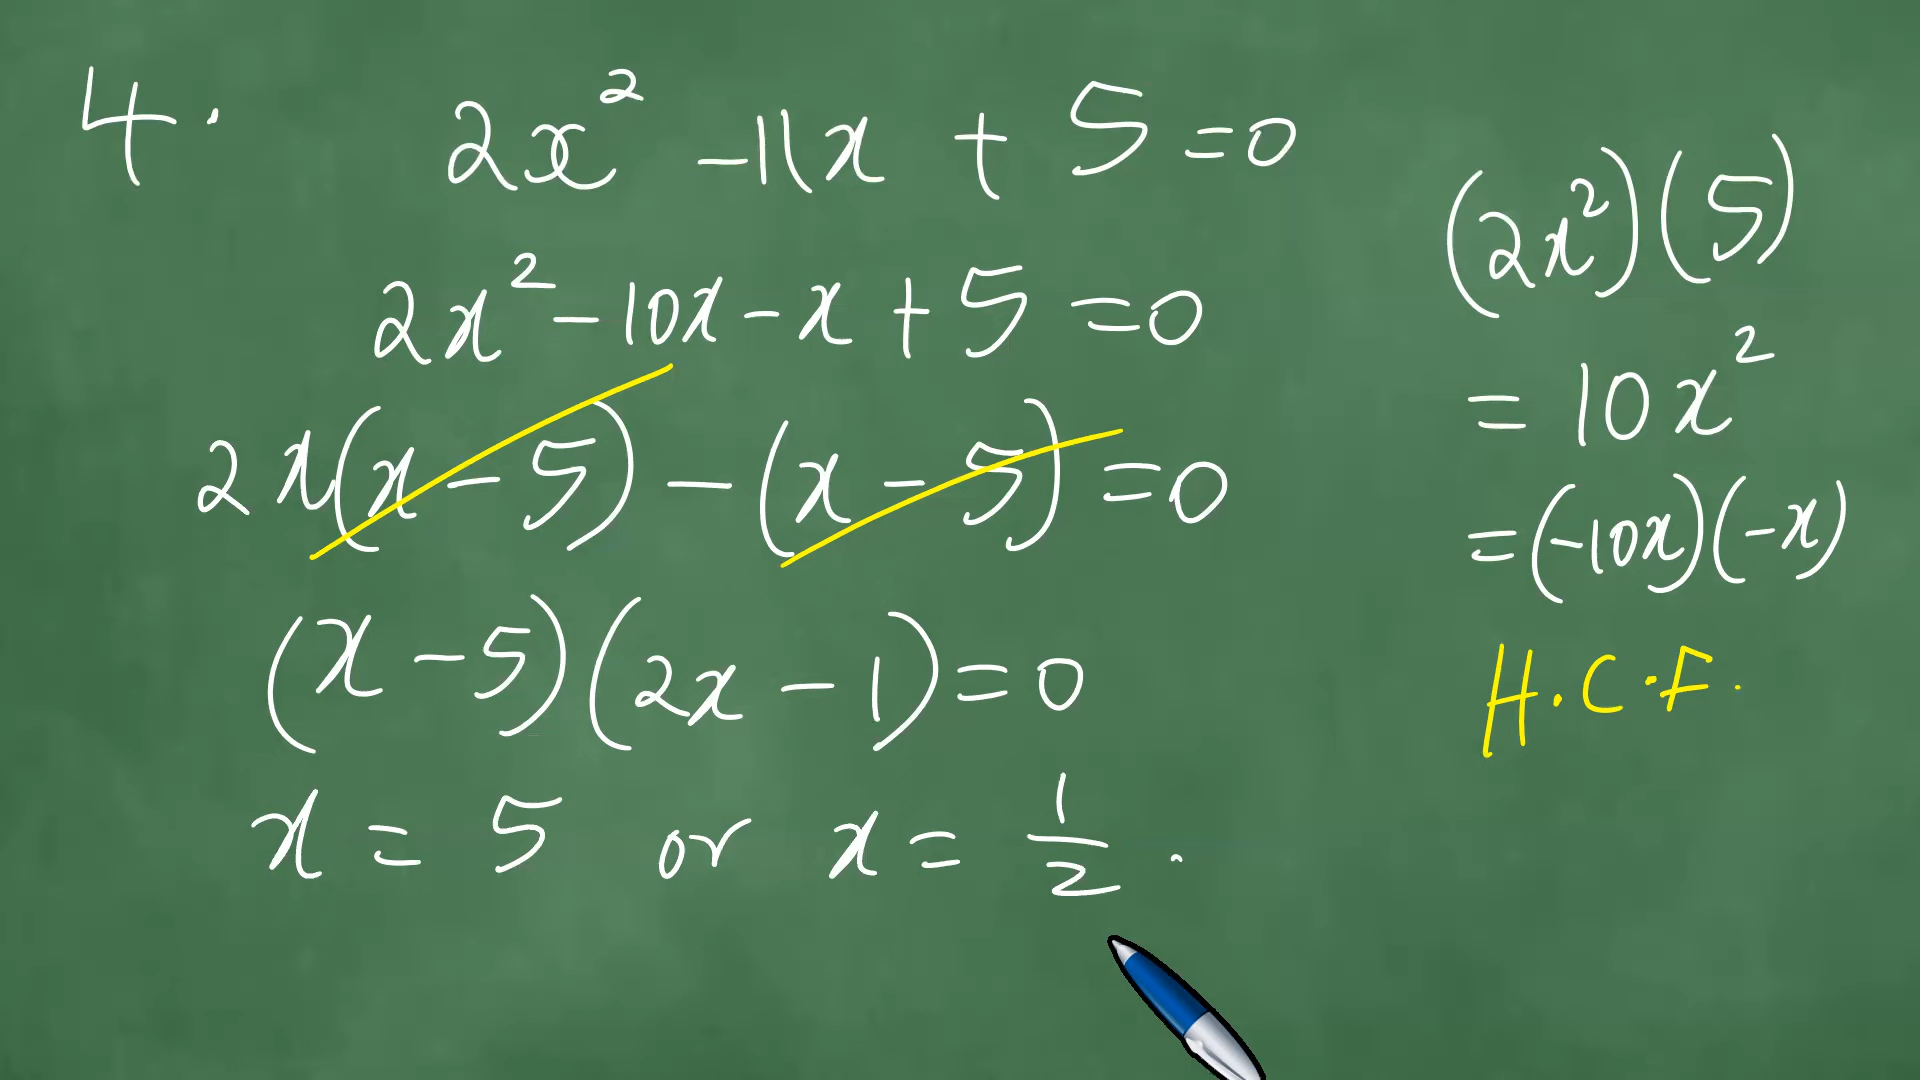 4. 2x² - 11x + 5 = 0
2x² - 10x - x + 5 = 0
2x(x - 5) - (x - 5) = 0
(x - 5)(2x - 1) = 0
x = 5 or x = 1/2.
(2x²)(5)
= 10x²
= (-10x)(-x)
H.C.F.